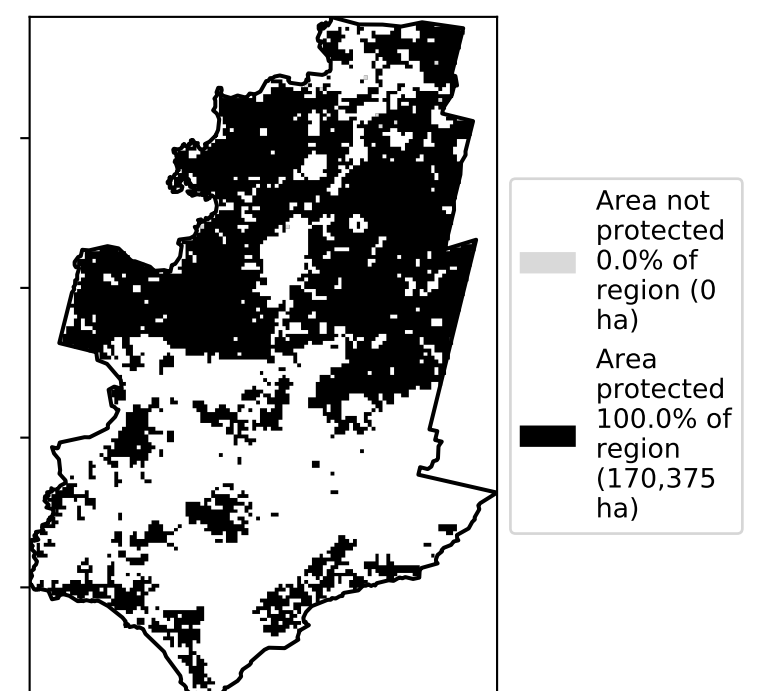 Area not
protected
0.0% of
region (0
ha)
Area
protected
100.0% of
region
(170,375
ha)